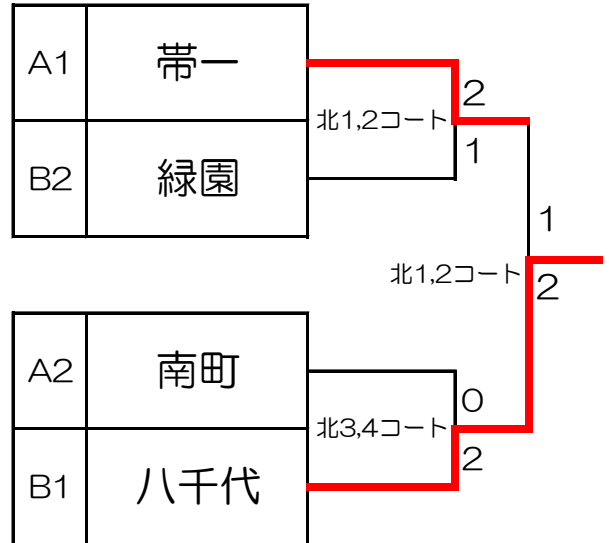 A1 帯一
2
北1,2コート
1
B2 緑園
1
北1,2コート
2
A2 南町
0
北3,4コート
2
B1 八千代